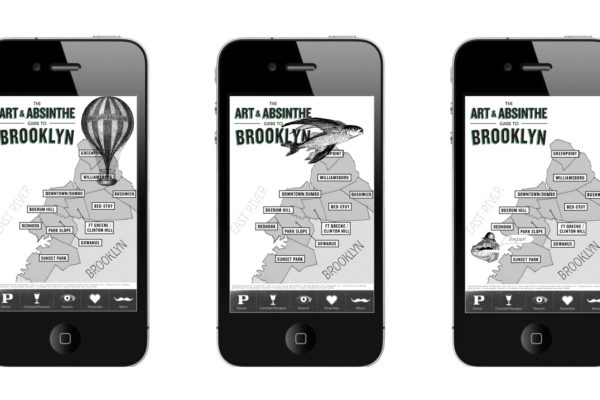 THE
ART & ABSINTHE
GUIDE TO
BROOKLYN
GREENPOINT
WILLIAMSBURG
DOWNTOWN/DUMBO
BUSHWICK
BED-STUY
BOERUM HILL
REDHOOK
PARK SLOPE
FT GREENE /
CLINTON HILL
GOWANUS
SUNSET PARK
EAST RIVER
BROOKLYN
P
Home
Cocktail Recipes
Search
Favorites
More
THE
ART & ABSINTHE
GUIDE TO
BROOKLYN
POINT
WILLIAMSBURG
DOWNTOWN/DUMBO
BUSHWICK
BED-STUY
BOERUM HILL
REDHOOK
PARK SLOPE
FT GREENE /
CLINTON HILL
GOWANUS
SUNSET PARK
EAST RIVER
BROOKLYN
P
Home
Cocktail Recipes
Search
Favorites
More
THE
ART & ABSINTHE
GUIDE TO
BROOKLYN
GREENPOINT
WILLIAMSBURG
DOWNTOWN/DUMBO
BUSHWICK
BED-STUY
BOERUM HILL
REDHOOK
PARK SLOPE
FT GREENE /
CLINTON HILL
GOWANUS
SUNSET PARK
EAST RIVER
BROOKLYN
P
Home
Cocktail Recipes
Search
Favorites
More